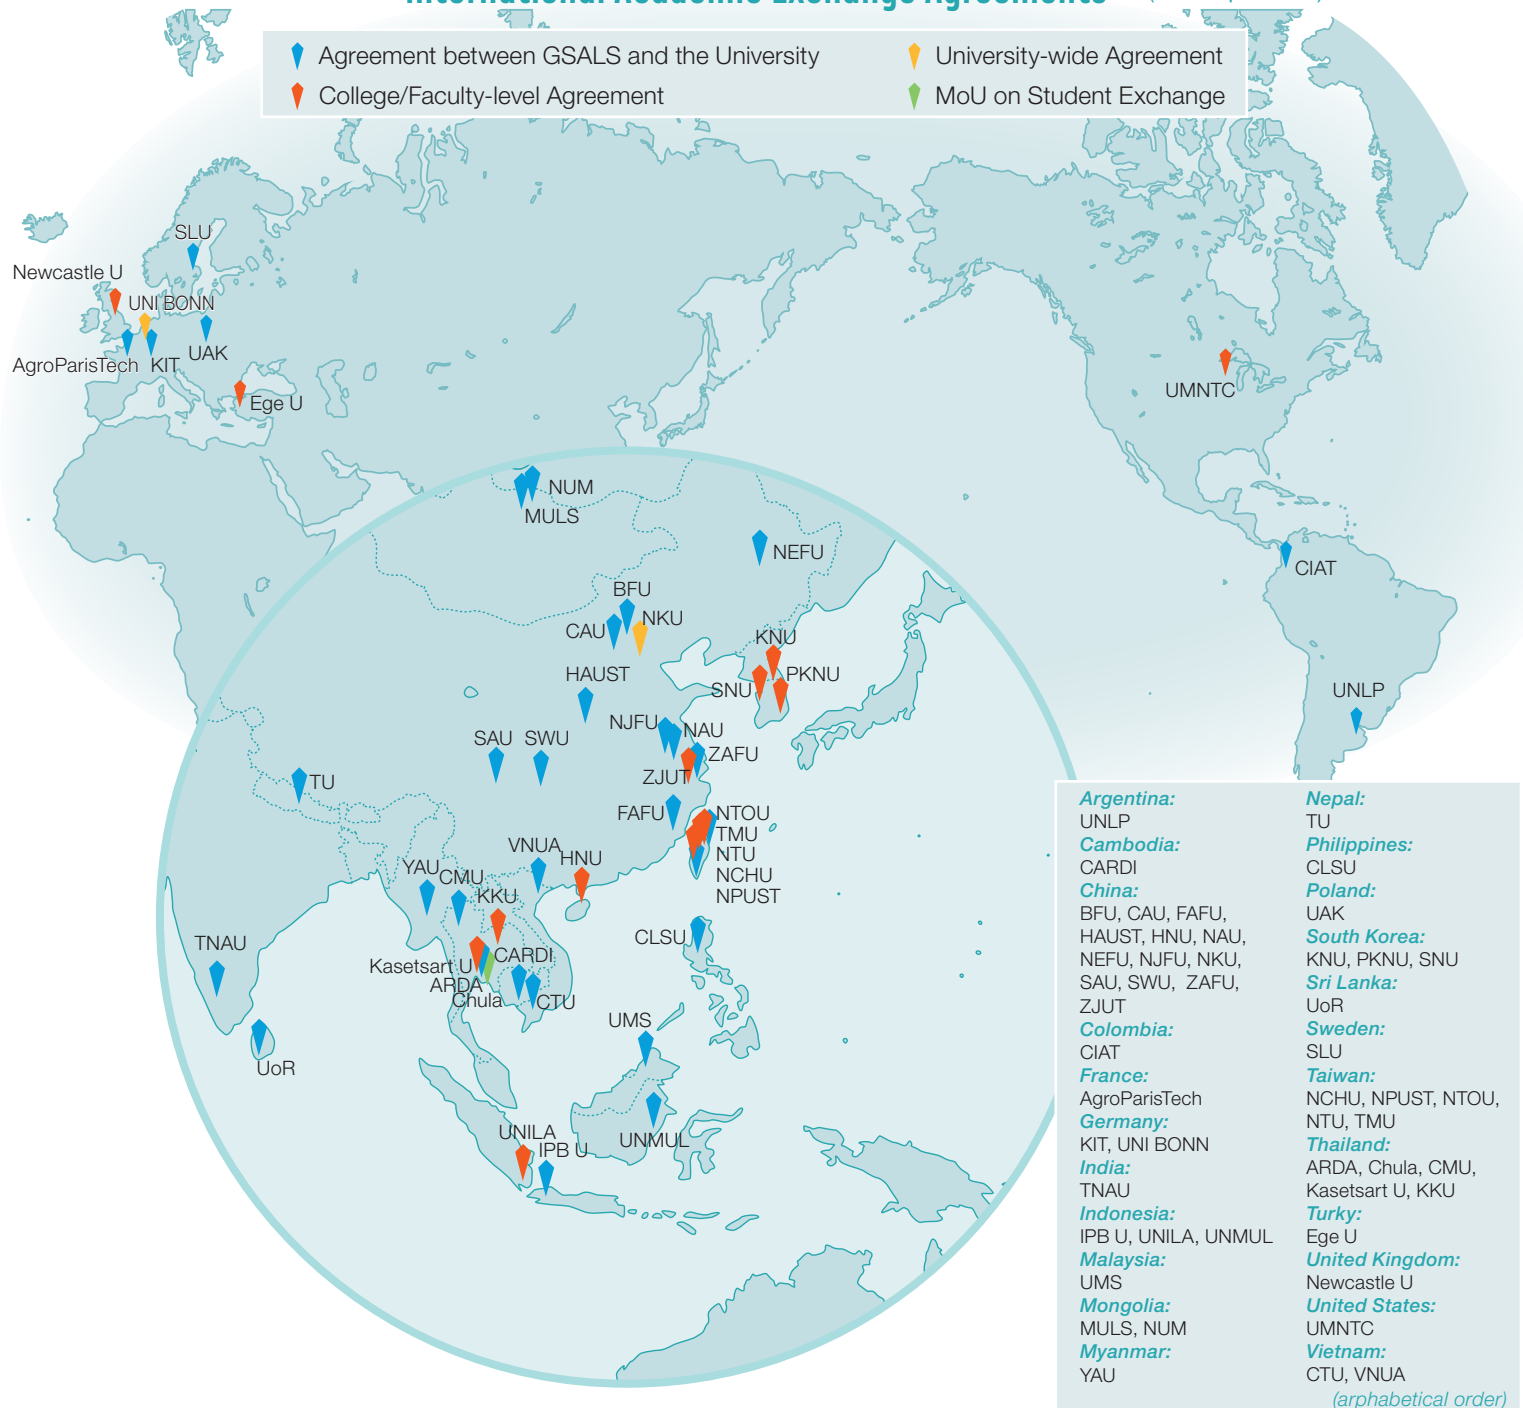 International Academic Exchange Agreements
Agreement between GSALS and the University
University-wide Agreement
College/Faculty-level Agreement
MoU on Student Exchange
SLU
Newcastle U
UNI BONN
AgroParisTech
KIT
UAK
Ege U
UMNTC
CIAT
UNLP
NUM
MULS
NEFU
BFU
NKU
CAU
KNU
HAUST
PKNU
SNU
NJFU
NAU
SAU
SWU
ZAFU
ZJUT
TU
FAFU
NTOU
TMU
NTU
NCHU
NPUST
VNUA
HNU
YAU
CMU
KKU
CLSU
TNAU
CARDI
Kasetsart U
ARDA
Chula
CTU
UMS
UoR
UNILA
IPB U
UNMUL
Argentina:
UNLP
Cambodia:
CARDI
China:
BFU, CAU, FAFU,
HAUST, HNU, NAU,
NEFU, NJFU, NKU,
SAU, SWU, ZAFU,
ZJUT
Colombia:
CIAT
France:
AgroParisTech
Germany:
KIT, UNI BONN
India:
TNAU
Indonesia:
IPB U, UNILA, UNMUL
Malaysia:
UMS
Mongolia:
MULS, NUM
Myanmar:
YAU
Nepal:
TU
Philippines:
CLSU
Poland:
UAK
South Korea:
KNU, PKNU, SNU
Sri Lanka:
UoR
Sweden:
SLU
Taiwan:
NCHU, NPUST, NTOU,
NTU, TMU
Thailand:
ARDA, Chula, CMU,
Kasetsart U, KKU
Turky:
Ege U
United Kingdom:
Newcastle U
United States:
UMNTC
Vietnam:
CTU, VNUA
(arphabetical order)